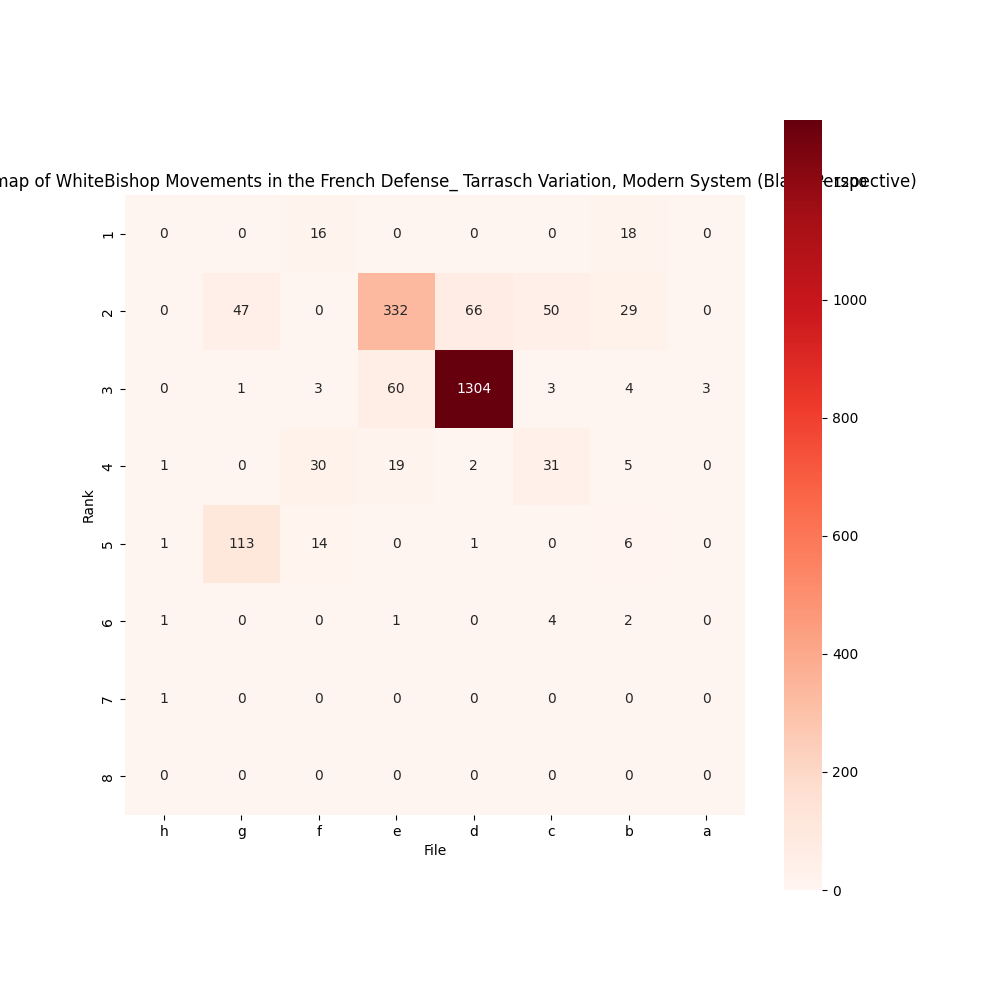 map of WhiteBishop Movements in the French Defense_ Tarrasch Variation, Modern System (Bla Perspective)
1 0 0 16 0 0 0 18 0
2 0 47 0 332 66 50 29 0
3 0 1 3 60 1304 3 4 3
4 1 0 30 19 2 31 5 0
5 1 113 14 0 1 0 6 0
6 1 0 0 1 0 4 2 0
7 1 0 0 0 0 0 0 0
8 0 0 0 0 0 0 0 0
h g f e d c b a
File
Rank
1200
1000
800
600
400
200
0